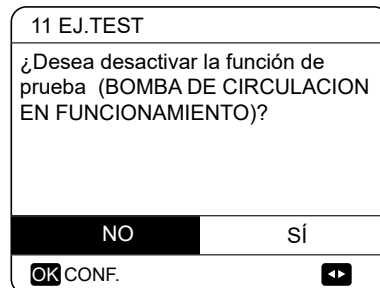 11 EJ.TEST
¿Desea desactivar la función de
prueba (BOMBA DE CIRCULACION
EN FUNCIONAMIENTO)?
NO SÍ
OK CONF.